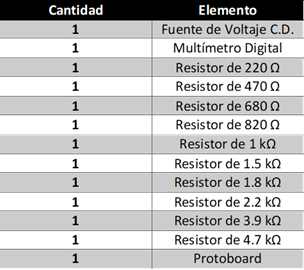 Cantidad Elemento
1 Fuente de Voltaje C.D.
1 Multímetro Digital
1 Resistor de 220 Ω
1 Resistor de 470 Ω
1 Resistor de 680 Ω
1 Resistor de 820 Ω
1 Resistor de 1 kΩ
1 Resistor de 1.5 kΩ
1 Resistor de 1.8 kΩ
1 Resistor de 2.2 kΩ
1 Resistor de 3.9 kΩ
1 Resistor de 4.7 kΩ
1 Protoboard